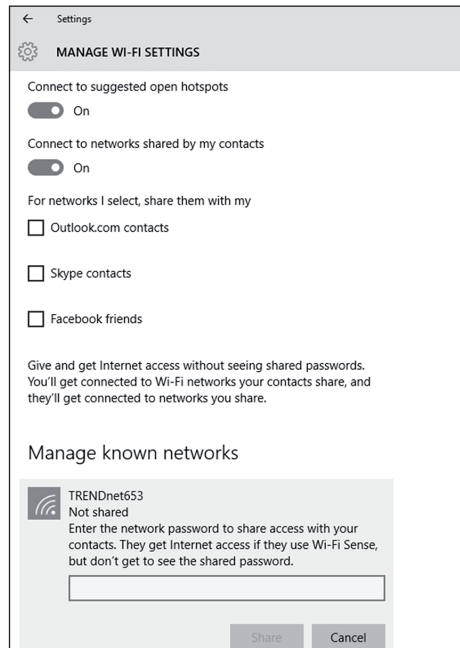 Settings
MANAGE WI-FI SETTINGS
Connect to suggested open hotspots
On
Connect to networks shared by my contacts
On
For networks I select, share them with my
Outlook.com contacts
Skype contacts
Facebook friends
Give and get Internet access without seeing shared passwords.
You'll get connected to Wi-Fi networks your contacts share, and
they'll get connected to networks you share.
Manage known networks
TRENDnet653
Not shared
Enter the network password to share access with your
contacts. They get Internet access if they use Wi-Fi Sense,
but don't get to see the shared password.
Share Cancel